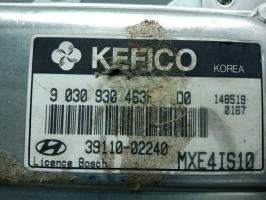 KEFICO
KOREA
9 030 930 463F D0
148519
0167
39110-02240
Licence Bosch
MXE4IS10